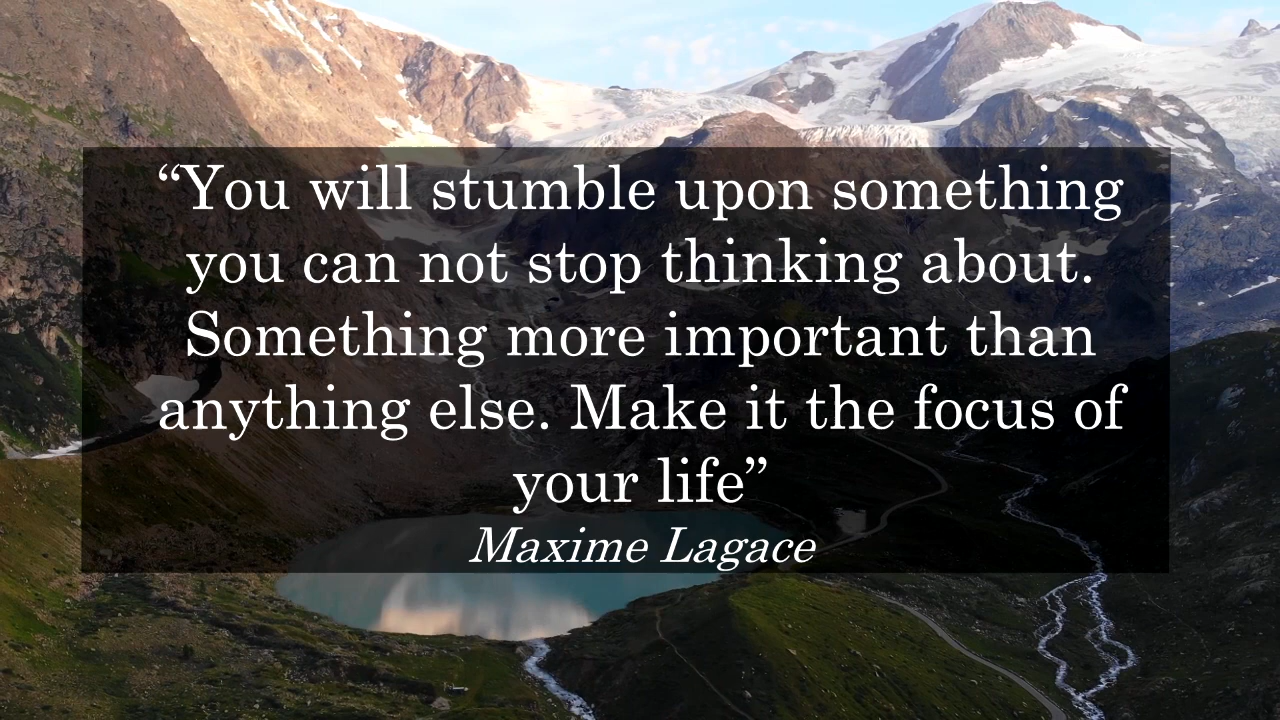 “You will stumble upon something
you can not stop thinking about.
Something more important than
anything else. Make it the focus of
your life”
Maxime Lagace